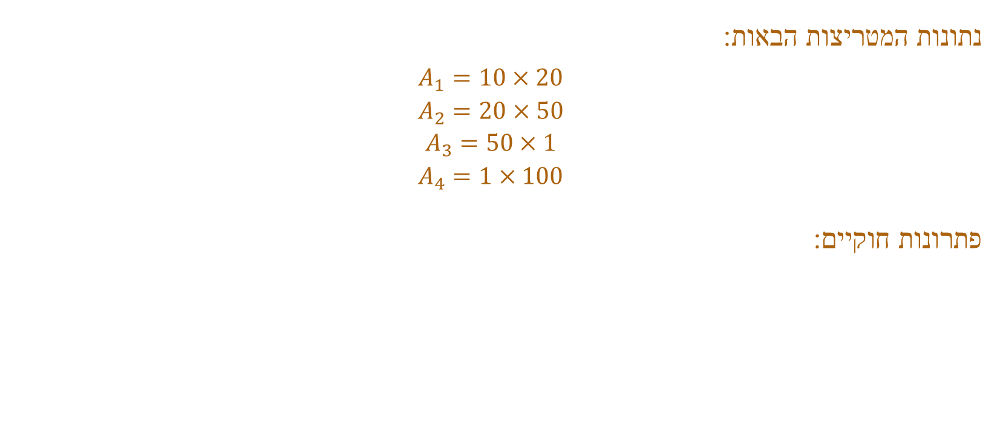 נתונות המטריצות הבאות:
A₁ = 10 × 20
A₂ = 20 × 50
A₃ = 50 × 1
A₄ = 1 × 100
פתרונות חוקיים: